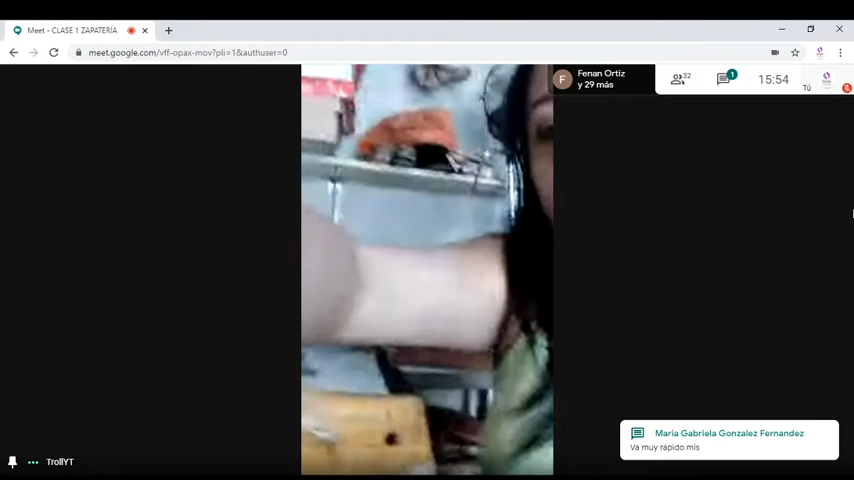 Meet - CLASE 1 ZAPATERÍA
meet.google.com/vff-opax-mov?pli=1&authuser=0
Fenan Ortiz
y 29 más
F
32
1
15:54
Tú
Maria Gabriela Gonzalez Fernandez
Va muy rapido mis
TrollYT